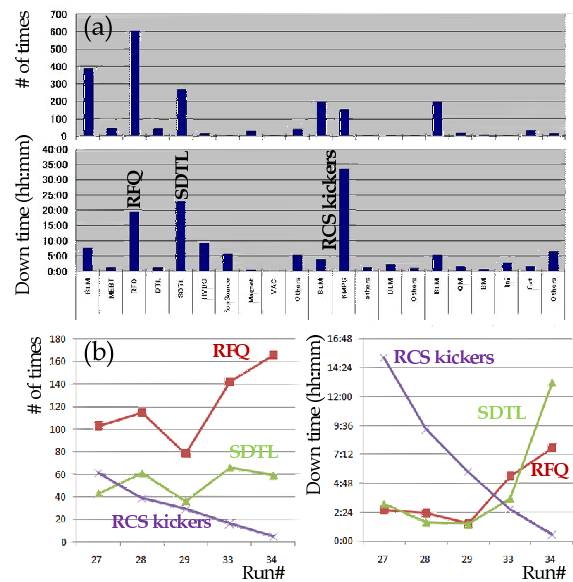 (a)
# of times
700
600
500
400
300
200
100
0
Down time (hh:mm)
40:00
35:00
30:00
25:00
20:00
15:00
10:00
5:00
0:00
RFQ
SDTL
RCS kickers
BLM
MEBT
RFQ
DTL
SDTL
HVDC
Ion Source
Magnet
VAC
Others
BLM
KMPS
others
BLM
Others
BLM
QM
BM
Others
(b)
# of times
180
160
140
120
100
80
60
40
20
0
RFQ
SDTL
RCS kickers
27
28
29
33
34
Run#
Down time (hh:mm)
16:48
14:24
12:00
9:36
7:12
4:48
2:24
0:00
RCS kickers
SDTL
RFQ
27
28
29
33
34
Run#